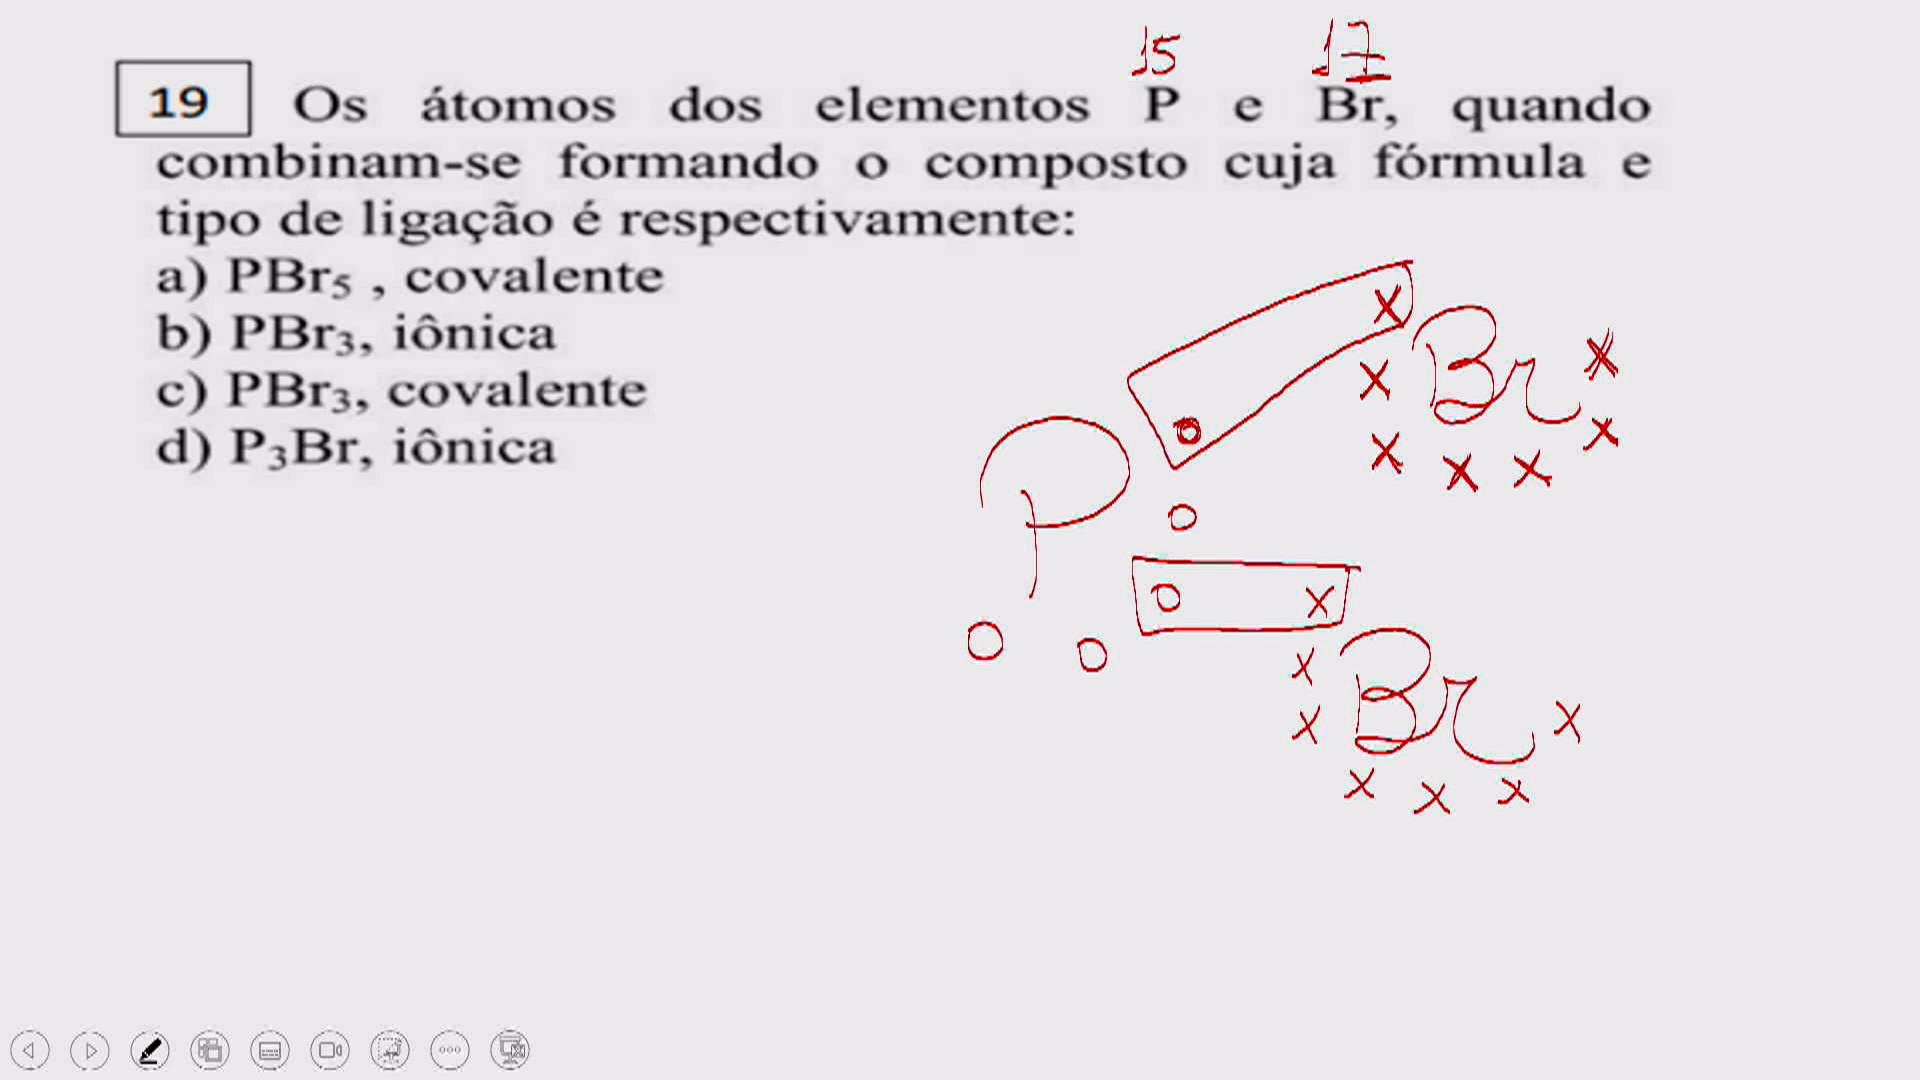 15 17
19 Os átomos dos elementos P e Br, quando
combinam-se formando o composto cuja fórmula e
tipo de ligação é respectivamente:
a) PBr₅ , covalente
b) PBr₃, iônica
c) PBr₃, covalente
d) P₃Br, iônica
Br
P
Br